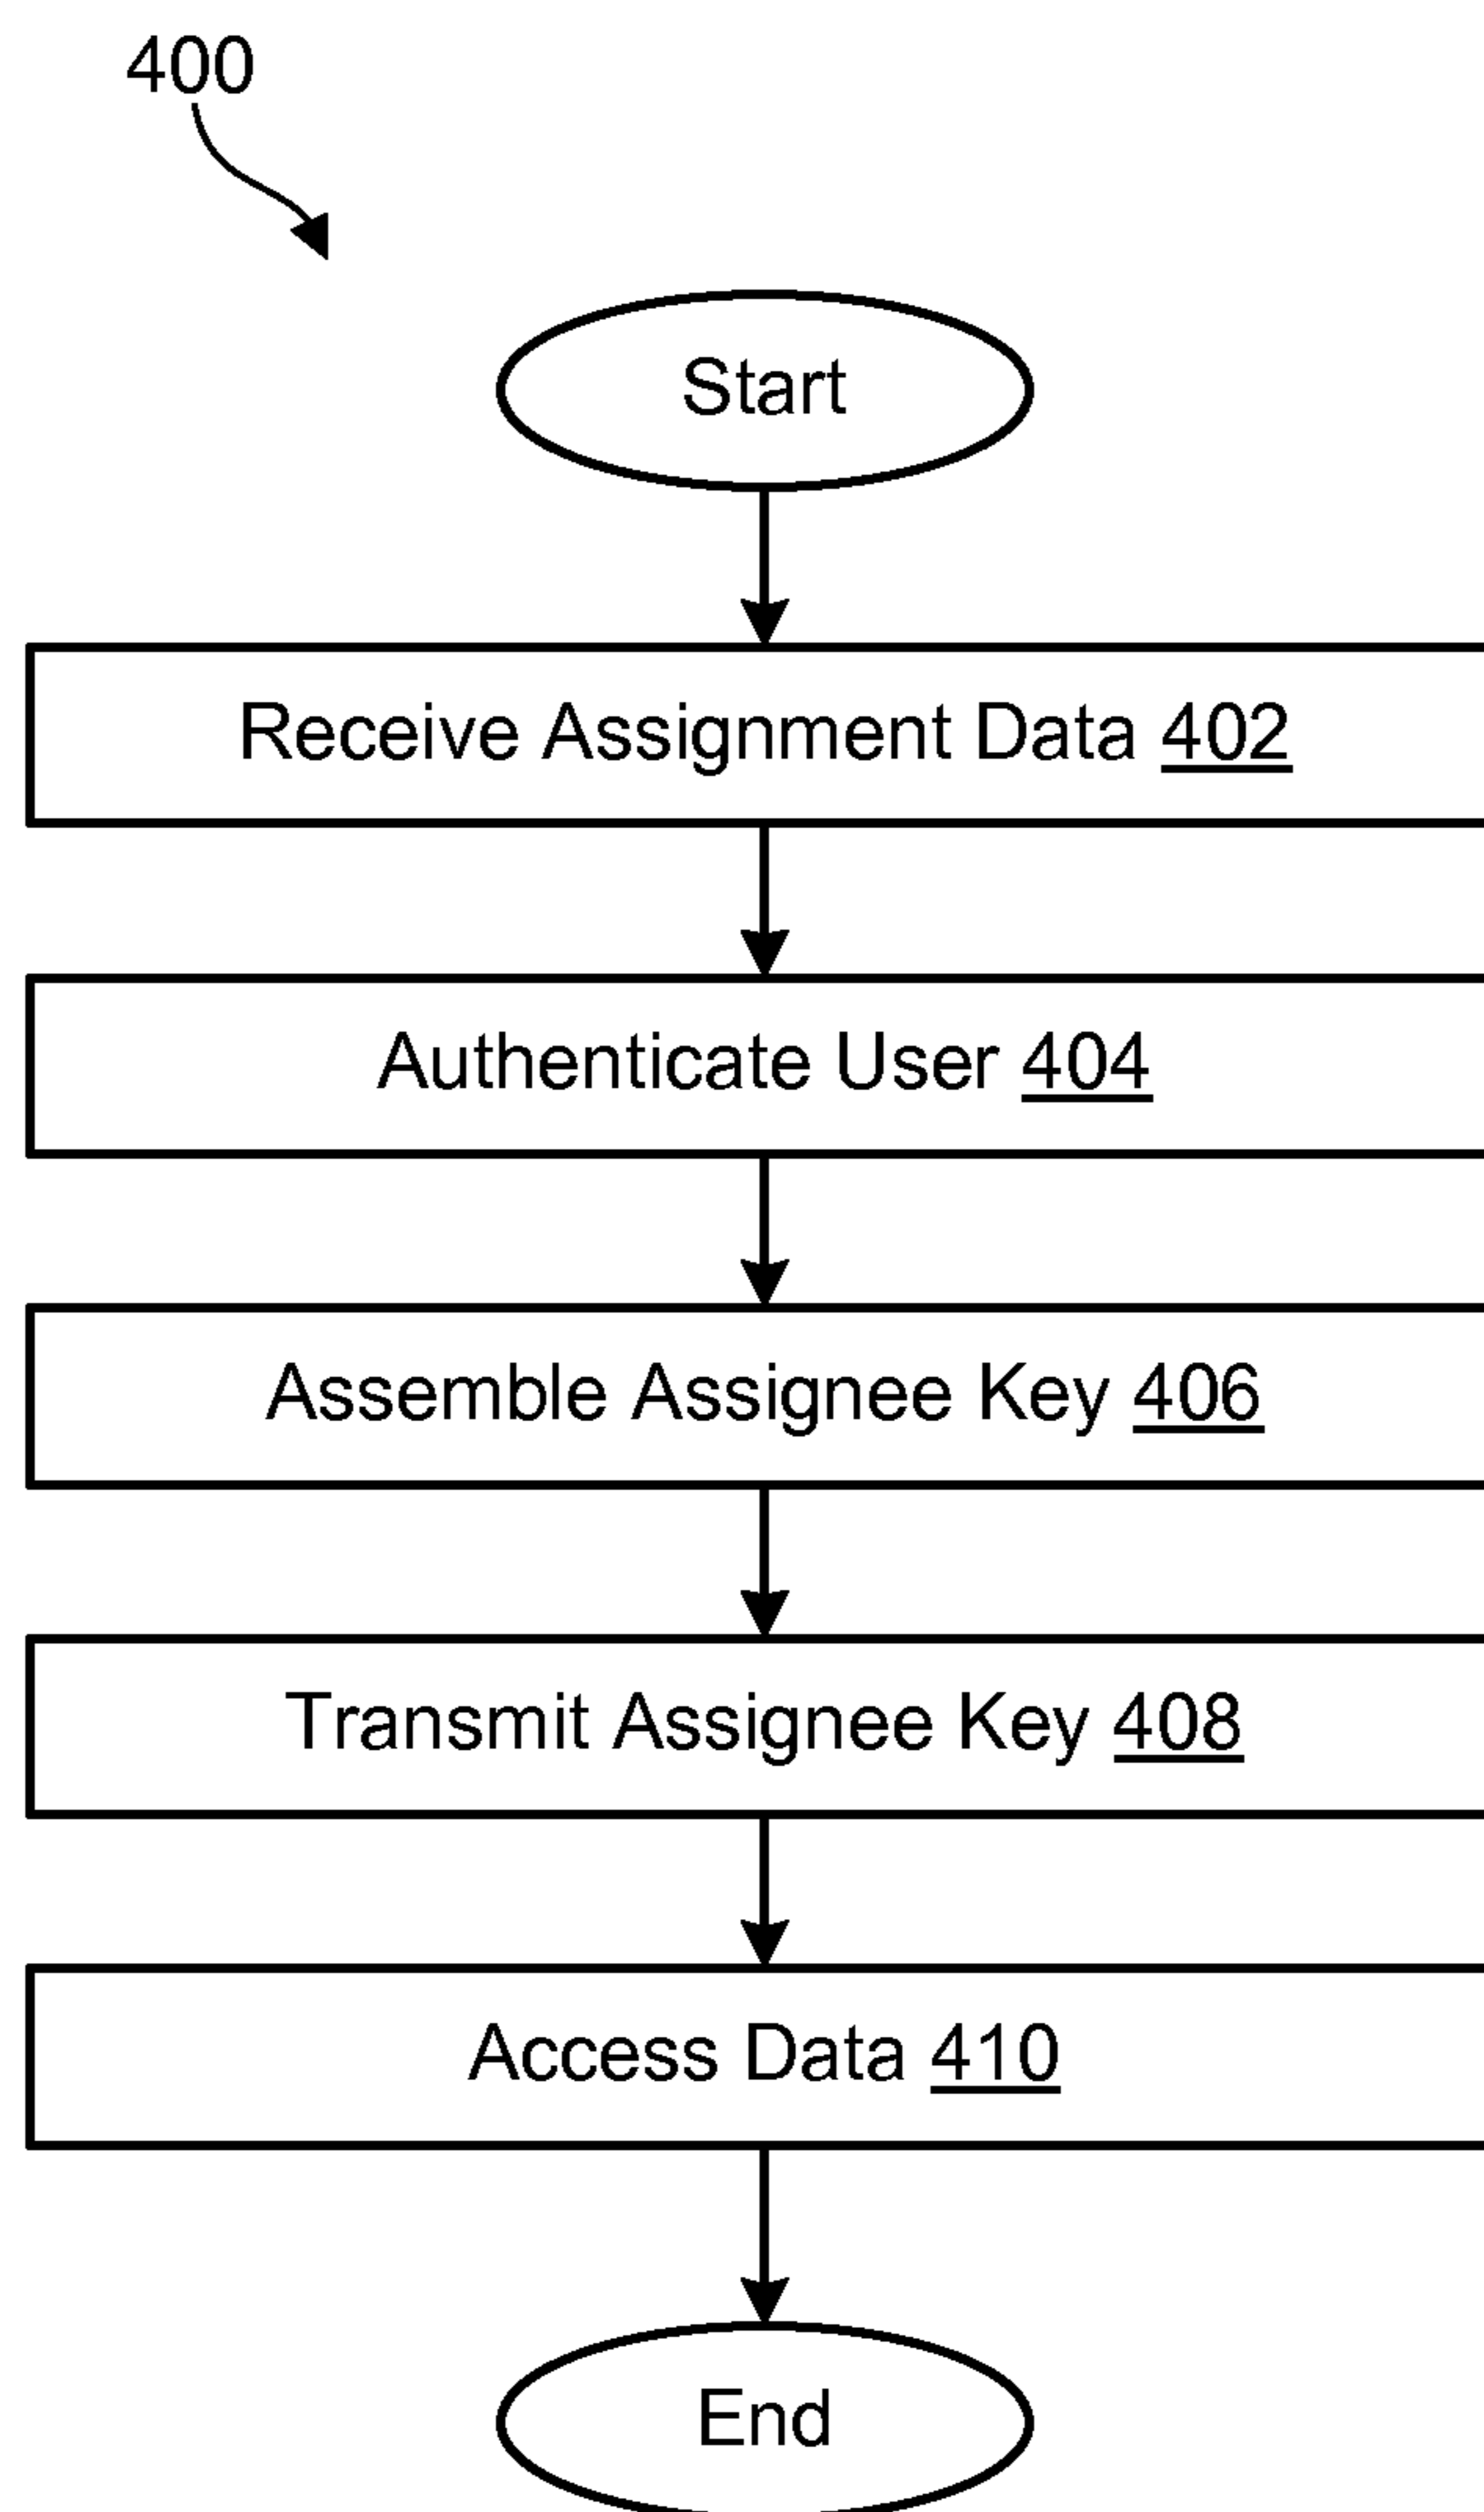 400
Start
Receive Assignment Data 402
Authenticate User 404
Assemble Assignee Key 406
Transmit Assignee Key 408
Access Data 410
End